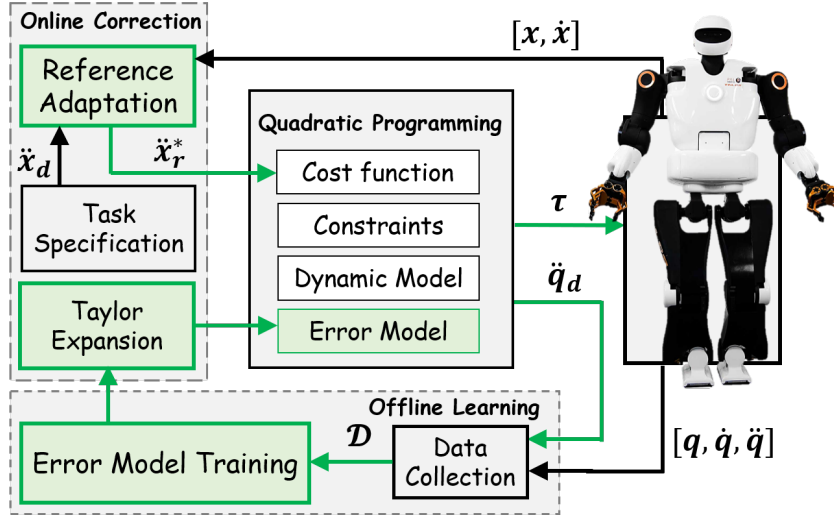 Online Correction
Reference
Adaptation
[x, ẋ]
ẍ_d
ẍ_r^*
Task
Specification
Taylor
Expansion
Quadratic Programming
Cost function
Constraints
Dynamic Model
Error Model
τ
q̈_d
Offline Learning
Error Model Training
𝒟
Data
Collection
[q, q̇, q̈]